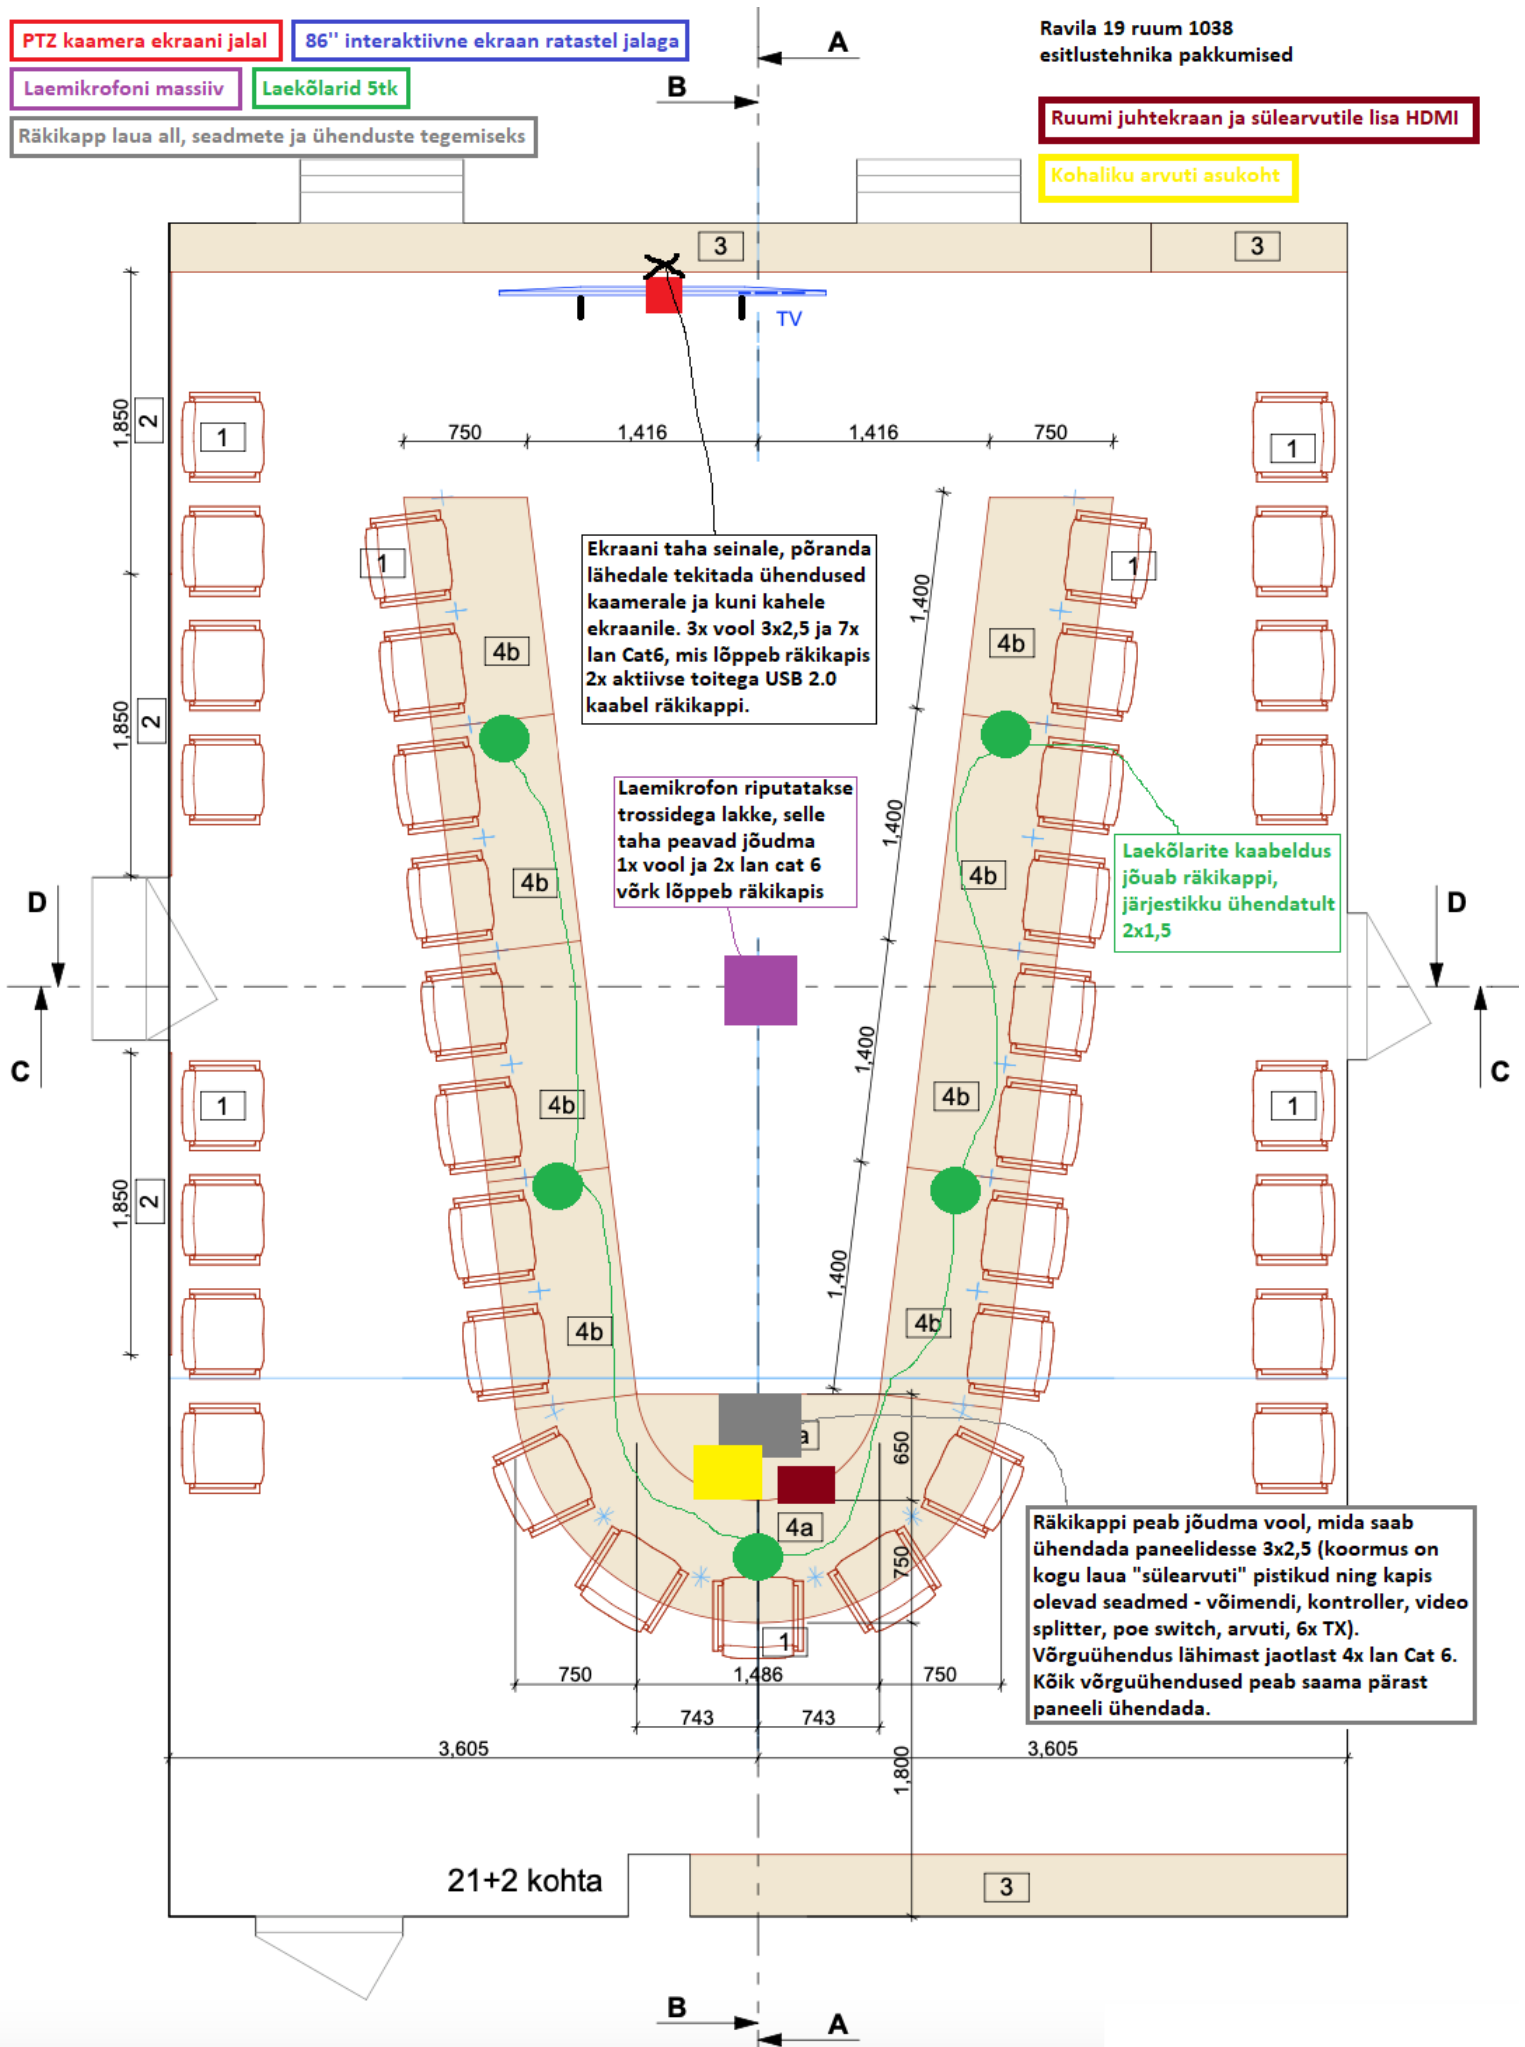 PTZ kaamera ekraani jalal
86'' interaktiivne ekraan ratastel jalaga
Laemikrofoni massiiv
Laekõlarid 5tk
Räkikapp laua all, seadmete ja ühenduste tegemiseks
Ravila 19 ruum 1038
esitlustehnika pakkumised
Ruumi juhtekraan ja sülearvutile lisa HDMI
Kohaliku arvuti asukoht
A
B
3
3
TV
1,850
2
1
1
750
1,416
1,416
750
1
1
Ekraani taha seinale, põranda
lähedale tekitada ühendused
kaamerale ja kuni kahele
ekraanile. 3x vool 3x2,5 ja 7x
lan Cat6, mis lõppeb räkikapis
2x aktiivse toitega USB 2.0
kaabel räkikappi.
1,400
4b
4b
1,850
2
Laemikrofon riputatakse
trossidega lakke, selle
taha peavad jõudma
1x vool ja 2x lan cat 6
võrk lõppeb räkikapis
1,400
4b
4b
Laekõlarite kaabeldus
jõuab räkikappi,
järjestikku ühendatult
2x1,5
D
D
C
C
1,400
4b
4b
1
1
1,850
2
1,400
4b
4b
a
650
4a
750
1
Räkikappi peab jõudma vool, mida saab
ühendada paneelidesse 3x2,5 (koormus on
kogu laua "sülearvuti" pistikud ning kapis
olevad seadmed - võimendi, kontroller, video
splitter, poe switch, arvuti, 6x TX).
Võrguühendus lähimast jaotlast 4x lan Cat 6.
Kõik võrguühendused peab saama pärast
paneeli ühendada.
750
1,486
750
743
743
3,605
3,605
1,800
21+2 kohta
3
B
A